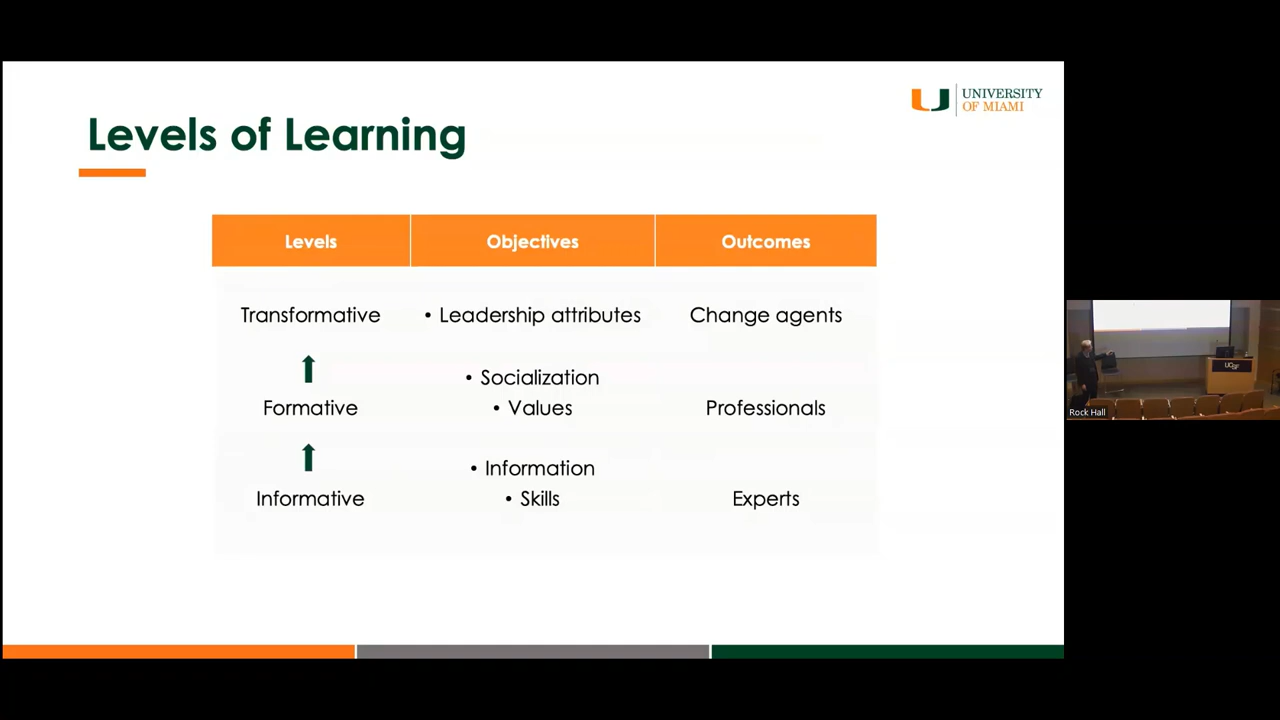 UNIVERSITY
OF MIAMI
Levels of Learning
Levels Objectives Outcomes
Transformative • Leadership attributes Change agents
• Socialization
Formative • Values Professionals
• Information
Informative • Skills Experts
UCSF
Rock Hall